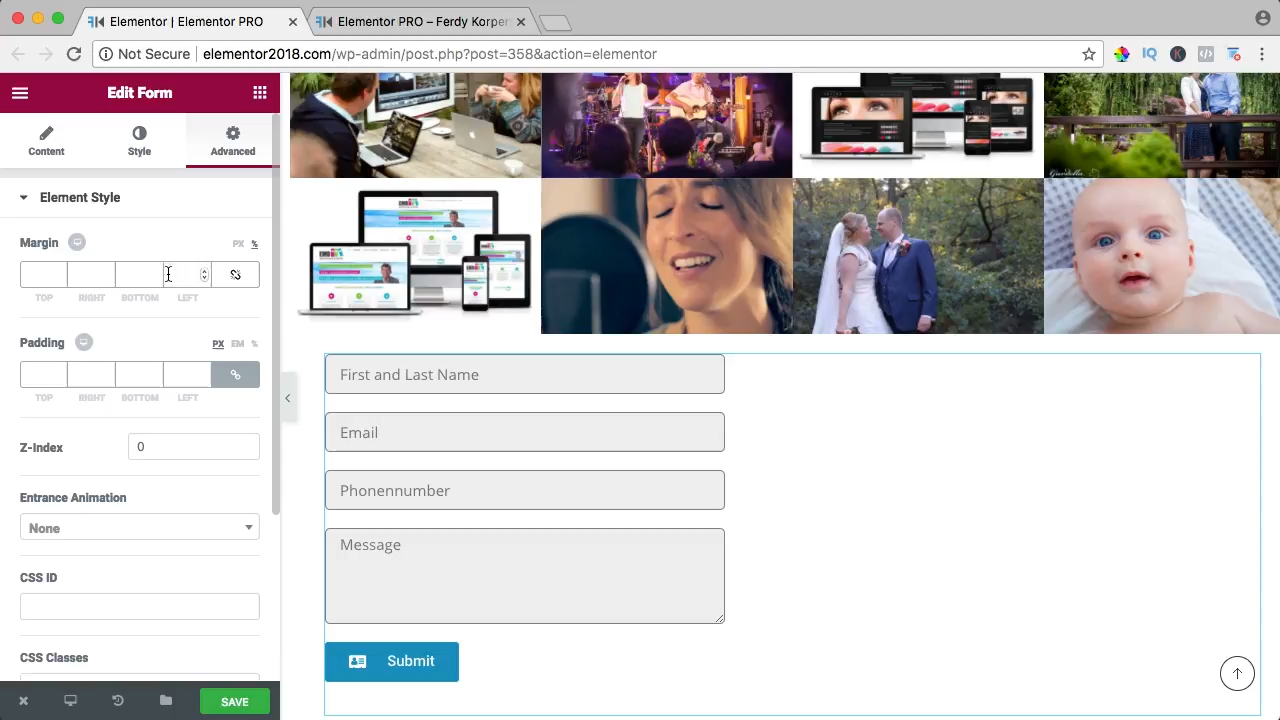 Elementor | Elementor PRO
Elementor PRO – Ferdy Korper
Not Secure
elementor2018.com/wp-admin/post.php?post=358&action=elementor
Edit Form
Content
Style
Advanced
Element Style
Margin
PX %
TOP RIGHT BOTTOM LEFT
Padding
PX EM %
TOP RIGHT BOTTOM LEFT
Z-Index
0
Entrance Animation
None
CSS ID
CSS Classes
SAVE
First and Last Name
Email
Phonennumber
Message
Submit